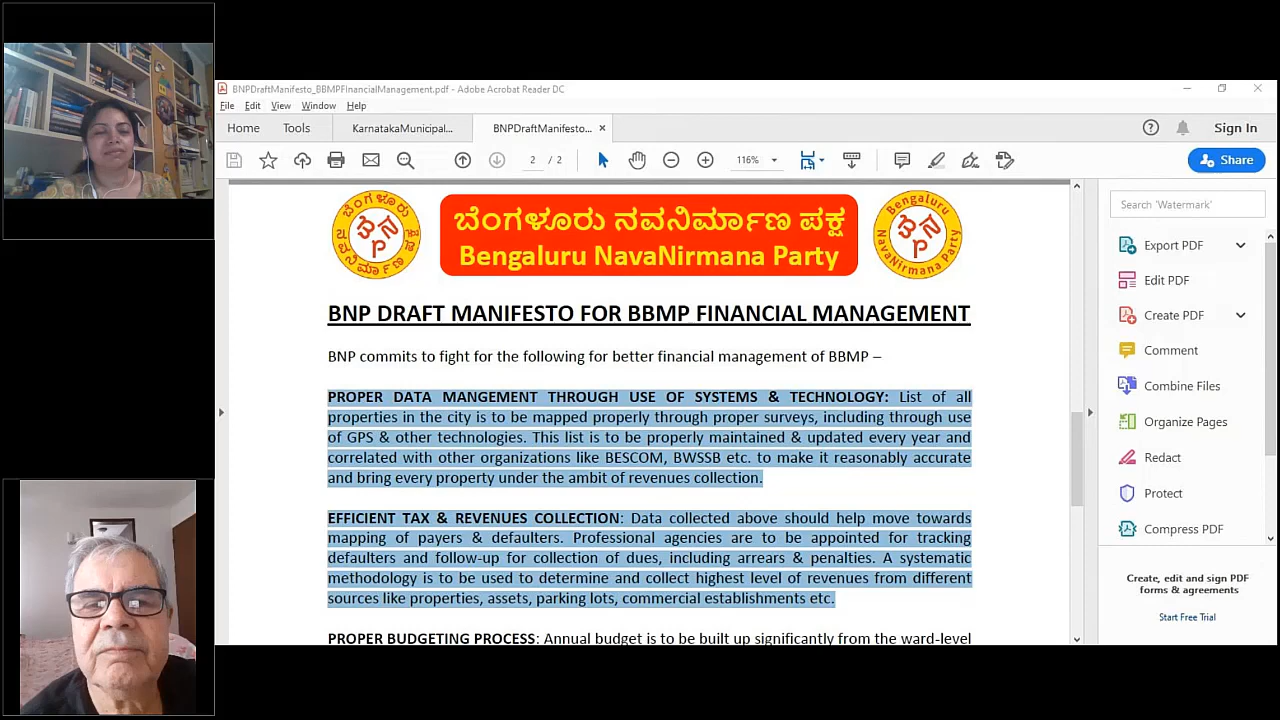 BNPDraftManifesto_BBMPFInancialManagement.pdf - Adobe Acrobat Reader DC
File Edit View Window Help
Home Tools KarnatakaMunicipal... BNPDraftManifesto... × Sign In
2 / 2 116% Share
ಬೆಂಗಳೂರು ನವನಿರ್ಮಾಣ ಪಕ್ಷ
Bengaluru NavaNirmana Party
ಬೆಂಗಳೂರು ನವನಿರ್ಮಾಣ
Bengaluru NavaNirmana Party
BNP DRAFT MANIFESTO FOR BBMP FINANCIAL MANAGEMENT
BNP commits to fight for the following for better financial management of BBMP –
PROPER DATA MANGEMENT THROUGH USE OF SYSTEMS & TECHNOLOGY: List of all
properties in the city is to be mapped properly through proper surveys, including through use
of GPS & other technologies. This list is to be properly maintained & updated every year and
correlated with other organizations like BESCOM, BWSSB etc. to make it reasonably accurate
and bring every property under the ambit of revenues collection.
EFFICIENT TAX & REVENUES COLLECTION: Data collected above should help move towards
mapping of payers & defaulters. Professional agencies are to be appointed for tracking
defaulters and follow-up for collection of dues, including arrears & penalties. A systematic
methodology is to be used to determine and collect highest level of revenues from different
sources like properties, assets, parking lots, commercial establishments etc.
PROPER BUDGETING PROCESS: Annual budget is to be built up significantly from the ward-level
Search 'Watermark'
Export PDF
Edit PDF
Create PDF
Comment
Combine Files
Organize Pages
Redact
Protect
Compress PDF
Create, edit and sign PDF
forms & agreements
Start Free Trial